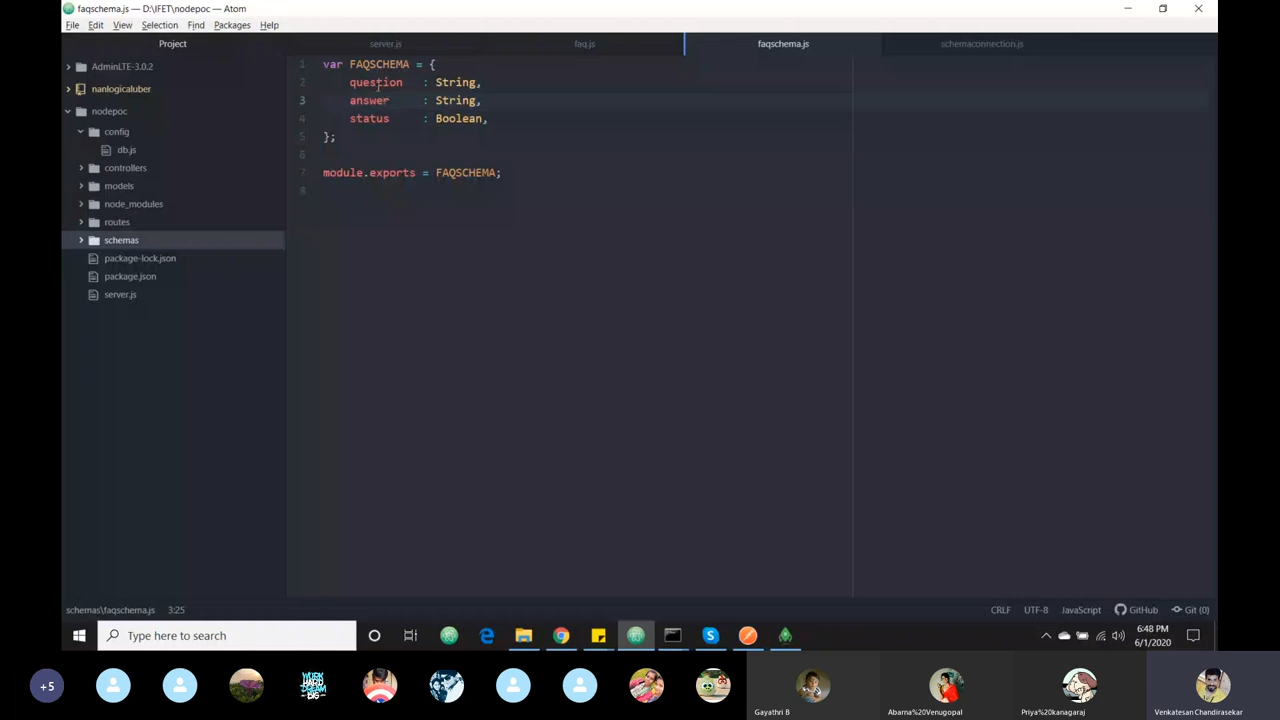 faqschema.js — D:\IFET\nodepoc — Atom
File Edit View Selection Find Packages Help
Project server.js faq.js faqschema.js schemaconnection.js
AdminLTE-3.0.2
nanlogicaluber
nodepoc
config
db.js
controllers
models
node_modules
routes
schemas
package-lock.json
package.json
server.js
1 var FAQSCHEMA = {
2 question : String,
3 answer : String,
4 status : Boolean,
5 };
6
7 module.exports = FAQSCHEMA;
8
schemas\faqschema.js 3:25 CRLF UTF-8 JavaScript GitHub Git (0)
Type here to search
6:48 PM
6/1/2020
+5
Gayathri B Abarna%20Venugopal Priya%20kanagaraj Venkatesan Chandirasekar